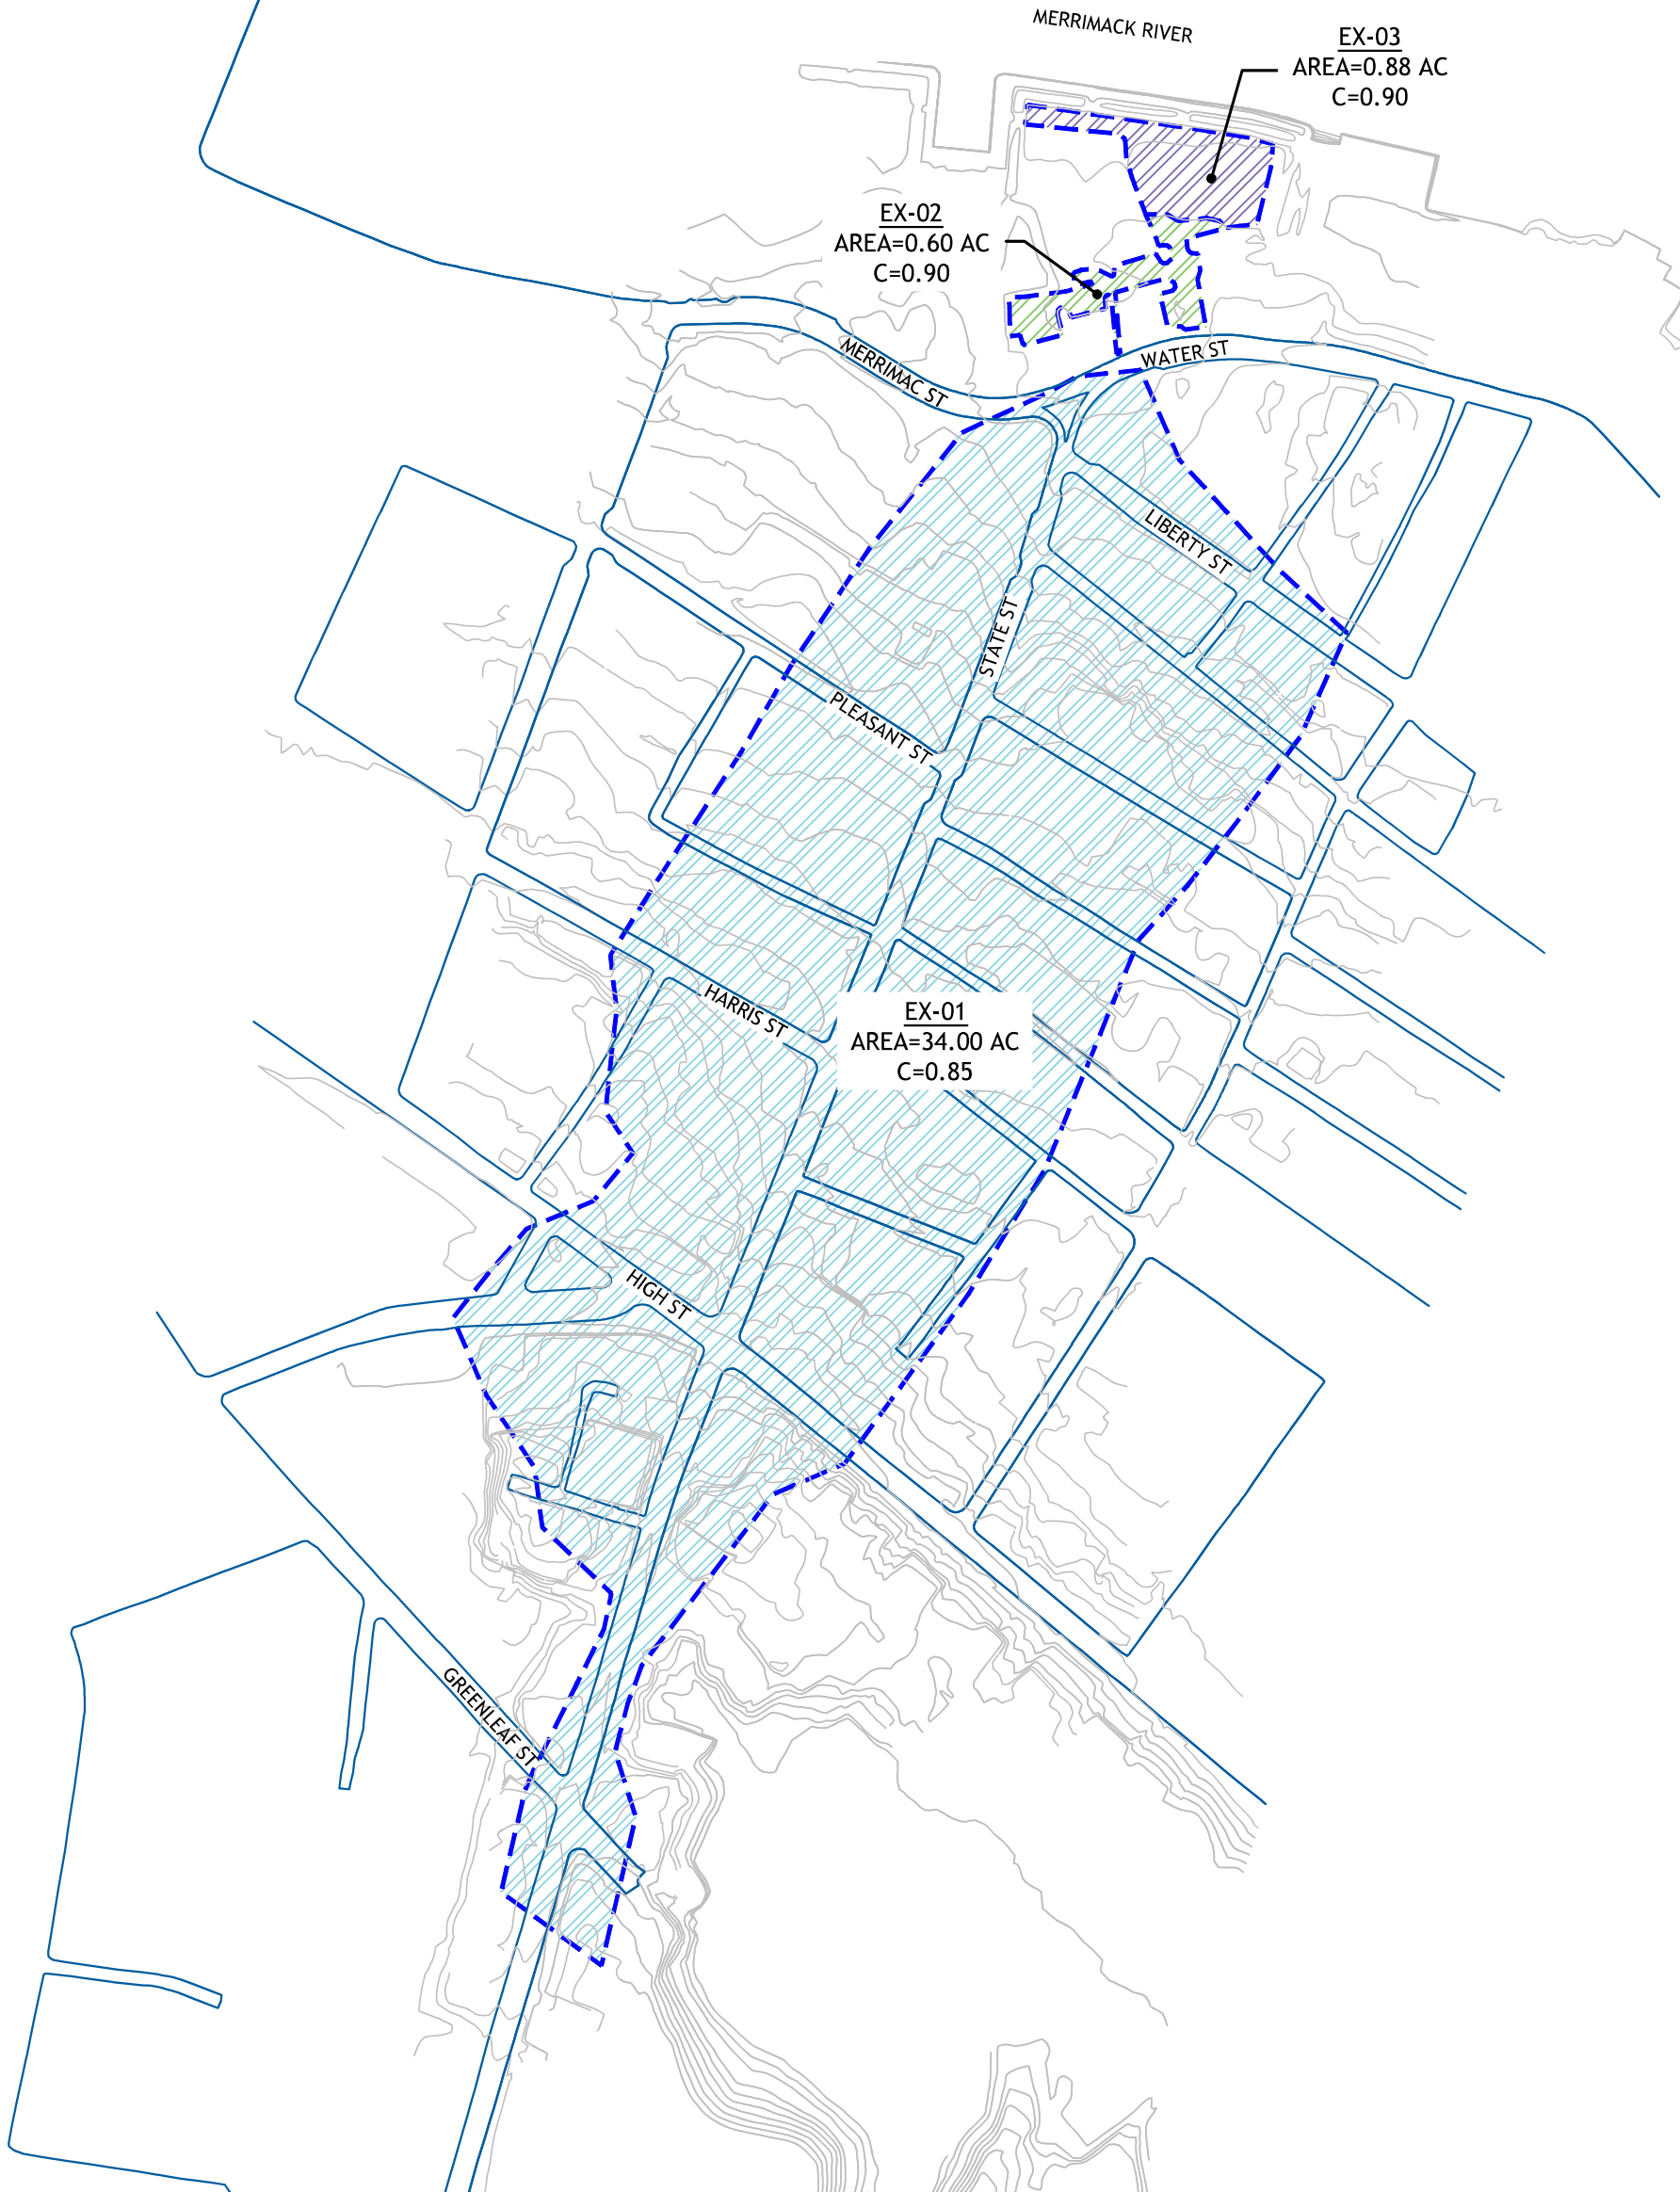 MERRIMACK RIVER
EX-03
AREA=0.88 AC
C=0.90
EX-02
AREA=0.60 AC
C=0.90
WATER ST
MERRIMAC ST
LIBERTY ST
STATE ST
PLEASANT ST
HARRIS ST
EX-01
AREA=34.00 AC
C=0.85
HIGH ST
GREENLEAF ST